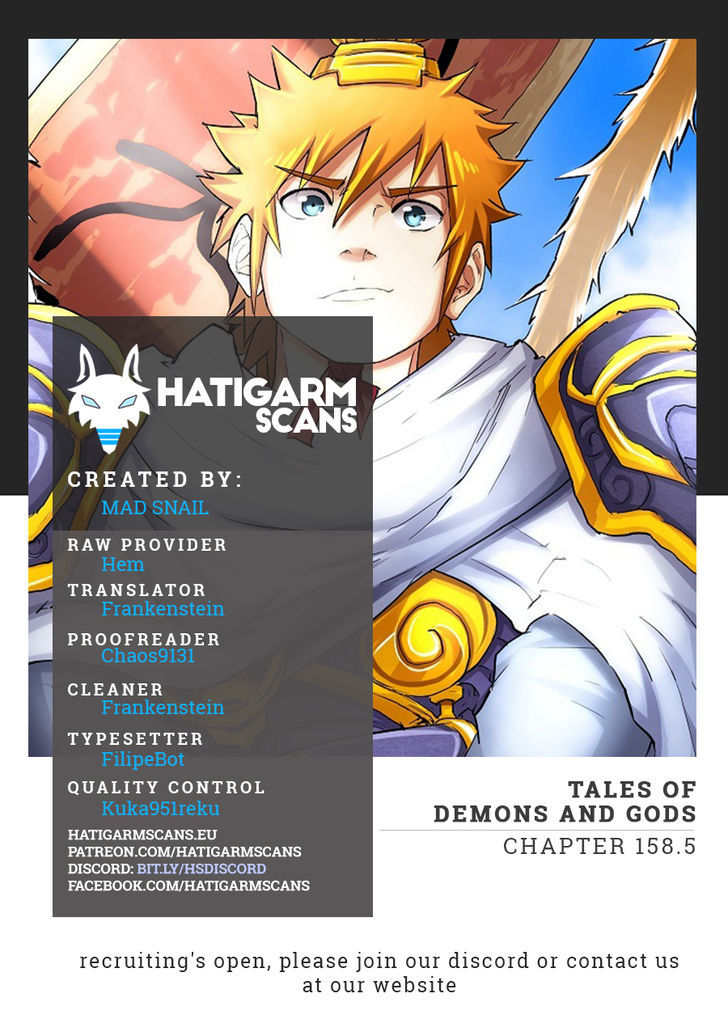 HATIGARM
SCANS
CREATED BY:
MAD SNAIL
RAW PROVIDER
Hem
TRANSLATOR
Frankenstein
PROOFREADER
Chaos9131
CLEANER
Frankenstein
TYPESETTER
FilipeBot
QUALITY CONTROL
Kuka951reku
HATIGARMSCANS.EU
PATREON.COM/HATIGARMSCANS
DISCORD: BIT.LY/HSDISCORD
FACEBOOK.COM/HATIGARMSCANS
TALES OF
DEMONS AND GODS
CHAPTER 158.5
recruiting's open, please join our discord or contact us
at our website